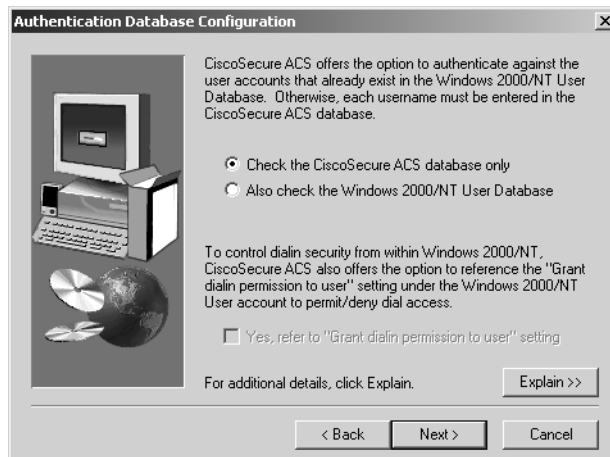 Authentication Database Configuration
CiscoSecure ACS offers the option to authenticate against the
user accounts that already exist in the Windows 2000/NT User
Database. Otherwise, each username must be entered in the
CiscoSecure ACS database.
Check the CiscoSecure ACS database only
Also check the Windows 2000/NT User Database
To control dialin security from within Windows 2000/NT,
CiscoSecure ACS also offers the option to reference the "Grant
dialin permission to user" setting under the Windows 2000/NT
User account to permit/deny dial access.
Yes, refer to "Grant dialin permission to user" setting
For additional details, click Explain.
Explain >>
< Back
Next >
Cancel